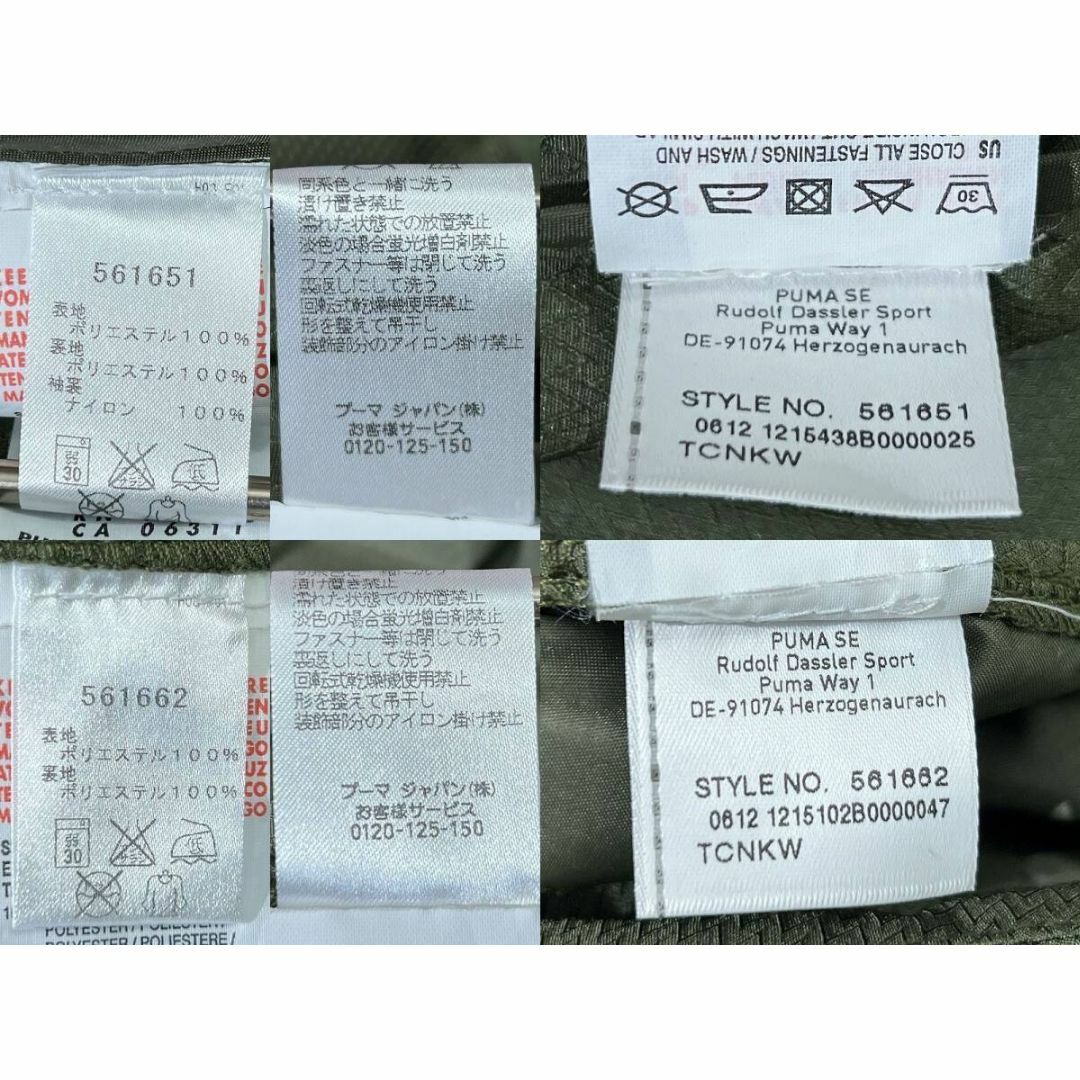 561651
表地
ポリエステル100%
裏地
ポリエステル100%
袖裏
ナイロン 100%
30
低
CA 0631
同系色と一緒に洗う
漬け置き禁止
濡れた状態での放置禁止
淡色の場合蛍光増白剤禁止
ファスナー等は閉じて洗う
裏返しにして洗う
回転式乾燥機使用禁止
形を整えて吊干し
装飾部分のアイロン掛け禁止
プーマ ジャパン(株)
お客様サービス
0120-125-150
US CLOSE ALL FASTENINGS / WASH AND
30
PUMA SE
Rudolf Dassler Sport
Puma Way 1
DE-91074 Herzogenaurach
STYLE NO. 561651
0612 1215438B0000025
TCNKW
561662
表地
ポリエステル100%
裏地
ポリエステル100%
30
低
POLYESTER / POLIESTERE /
漬け置き禁止
濡れた状態での放置禁止
淡色の場合蛍光増白剤禁止
ファスナー等は閉じて洗う
裏返しにして洗う
回転式乾燥機使用禁止
形を整えて吊干し
装飾部分のアイロン掛け禁止
プーマ ジャパン(株)
お客様サービス
0120-125-150
PUMA SE
Rudolf Dassler Sport
Puma Way 1
DE-91074 Herzogenaurach
STYLE NO. 561662
0612 1215102B0000047
TCNKW